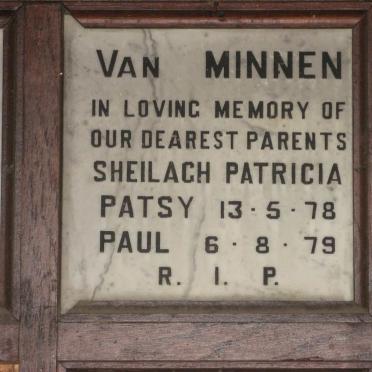 VAN MINNEN
IN LOVING MEMORY OF
OUR DEAREST PARENTS
SHEILACH PATRICIA
PATSY 13·5·78
PAUL 6·8·79
R. I. P.